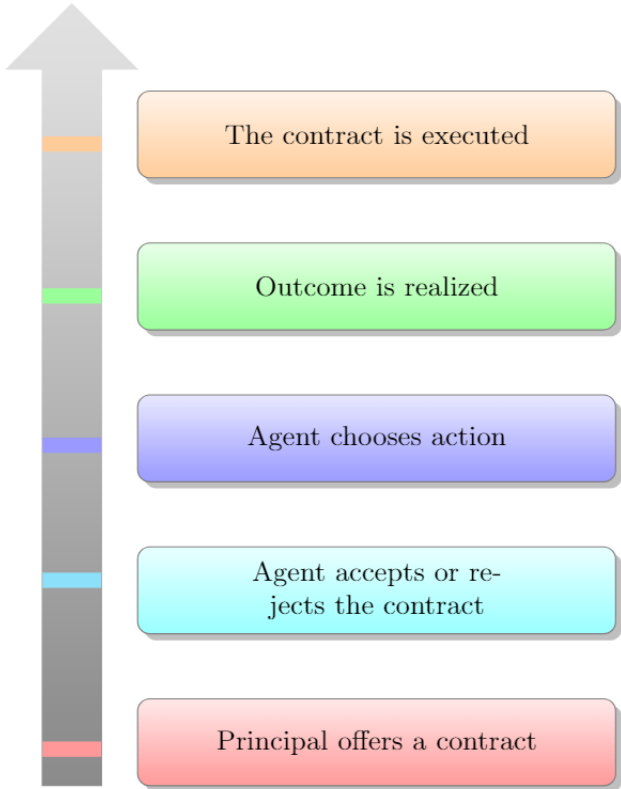 The contract is executed
Outcome is realized
Agent chooses action
Agent accepts or re-
jects the contract
Principal offers a contract